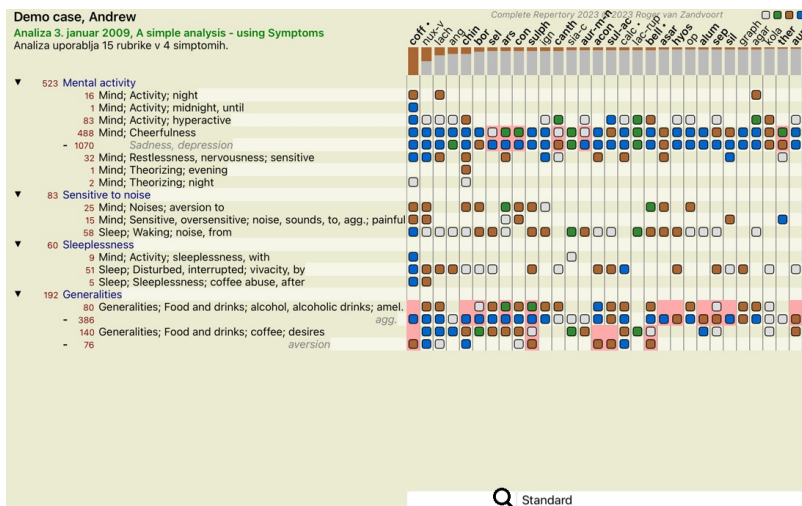 Demo case, Andrew
Complete Repertory 2023 © 2023 Roger van Zandvoort
Analiza 3. januar 2009, A simple analysis - using Symptoms
Analiza uporablja 15 rubrike v 4 simptomih.
coff • nux-v lach ang chin bor sel ars con sulph ign canth sia-c aur-m-n acon sul-ac calc • lac-rup bell • asar hyos op alum sep sil graph agar kola ther
523 Mental activity
16 Mind; Activity; night
1 Mind; Activity; midnight, until
83 Mind; Activity; hyperactive
488 Mind; Cheerfulness
- 1070 Sadness, depression
32 Mind; Restlessness, nervousness; sensitive
1 Mind; Theorizing; evening
2 Mind; Theorizing; night
83 Sensitive to noise
25 Mind; Noises; aversion to
15 Mind; Sensitive, oversensitive; noise, sounds, to, agg.; painful
58 Sleep; Waking; noise, from
60 Sleeplessness
9 Mind; Activity; sleeplessness, with
51 Sleep; Disturbed, interrupted; vivacity, by
5 Sleep; Sleeplessness; coffee abuse, after
192 Generalities
80 Generalities; Food and drinks; alcohol, alcoholic drinks; amel.
- 386 agg.
140 Generalities; Food and drinks; coffee; desires
- 76 aversion
Standard